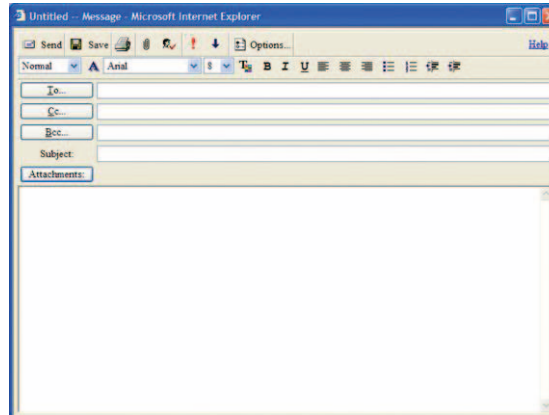 Untitled -- Message - Microsoft Internet Explorer
Send Save ! Options... Help
Normal A Arial 8 T B I U
To...
Cc...
Bcc...
Subject:
Attachments: